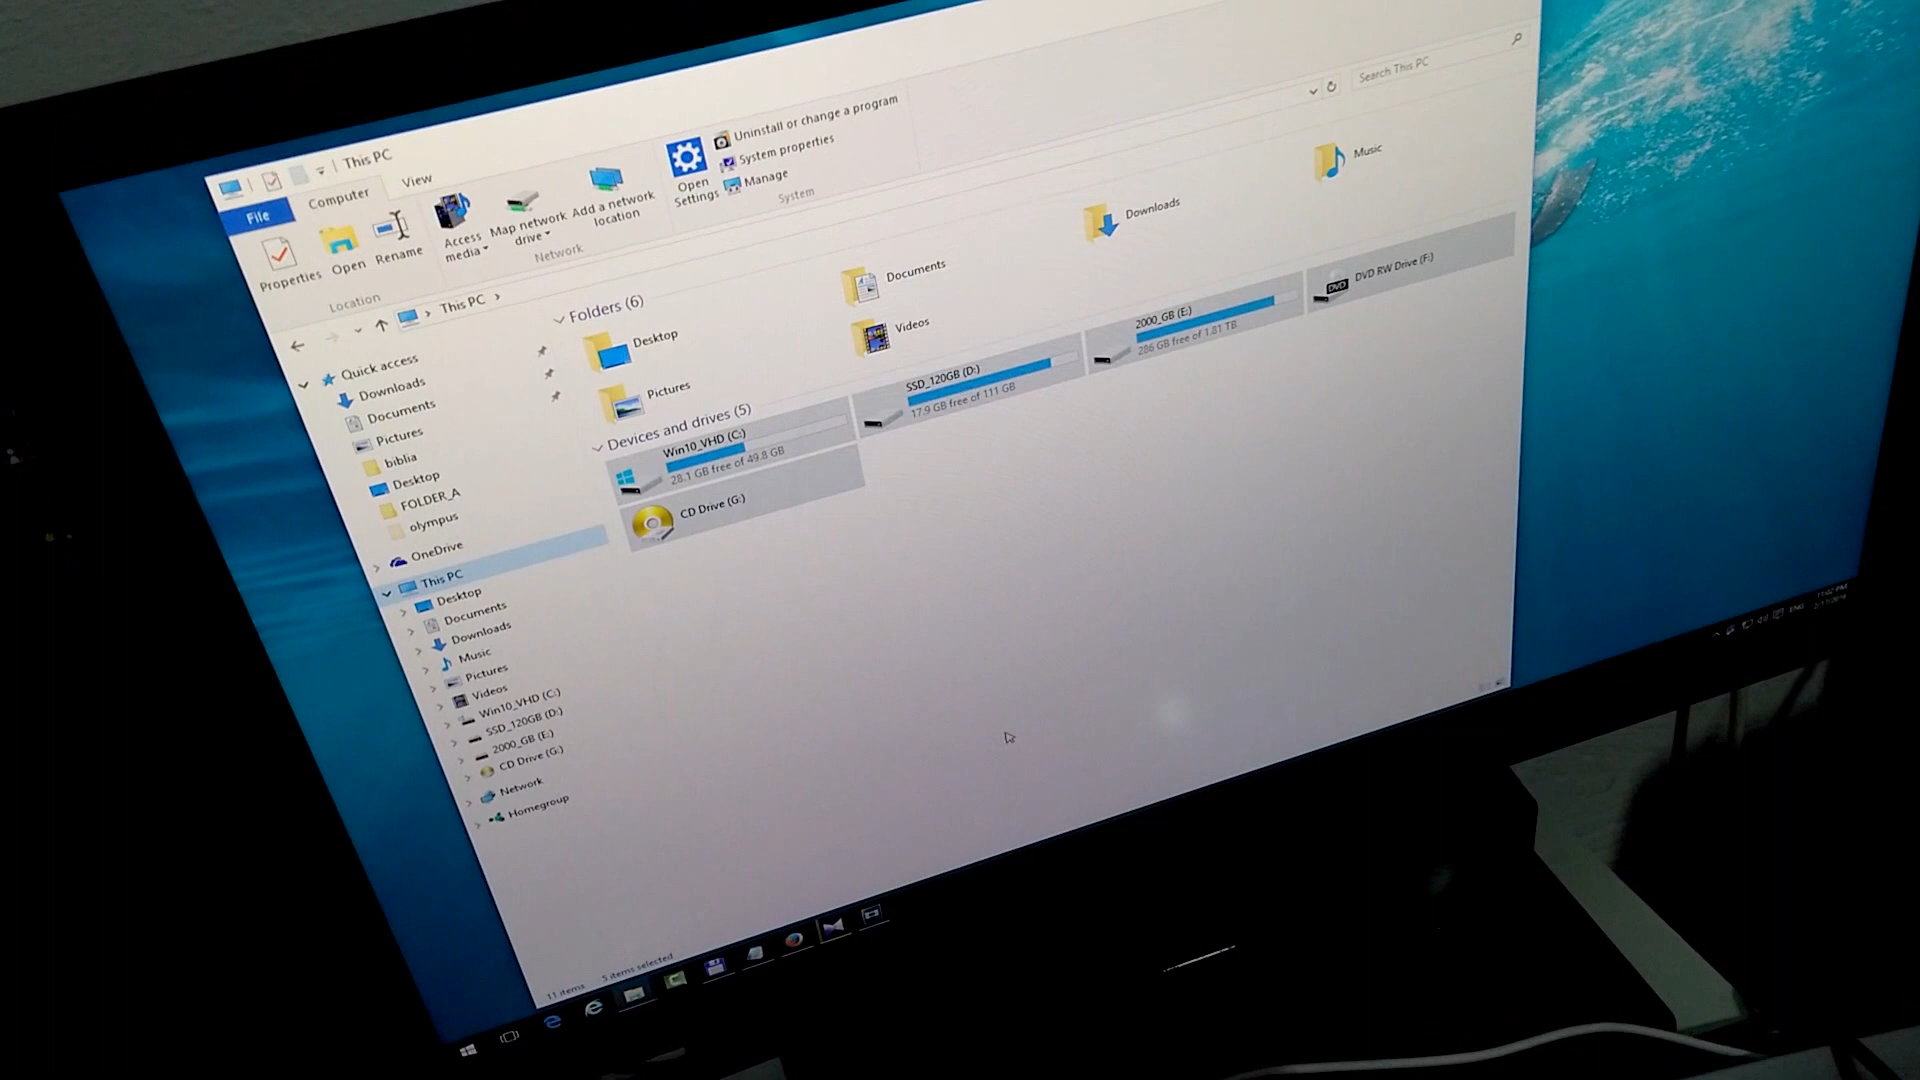 This PC
File
Computer
View
Properties
Open
Rename
Location
Access media
Map network drive
Add a network location
Network
Open Settings
Uninstall or change a program
System properties
Manage
System
This PC
Search This PC
Quick access
Downloads
Documents
Pictures
biblia
Desktop
FOLDER_A
olympus
OneDrive
This PC
Desktop
Documents
Downloads
Music
Pictures
Videos
Win10_VHD (C:)
SSD_120GB (D:)
2000_GB (E:)
CD Drive (G:)
Network
Homegroup
Folders (6)
Desktop
Documents
Downloads
Music
Pictures
Videos
Devices and drives (5)
Win10_VHD (C:)
28.1 GB free of 49.8 GB
SSD_120GB (D:)
17.9 GB free of 111 GB
2000_GB (E:)
286 GB free of 1.81 TB
DVD RW Drive (F:)
DVD
CD Drive (G:)
11 items
5 items selected
ENG